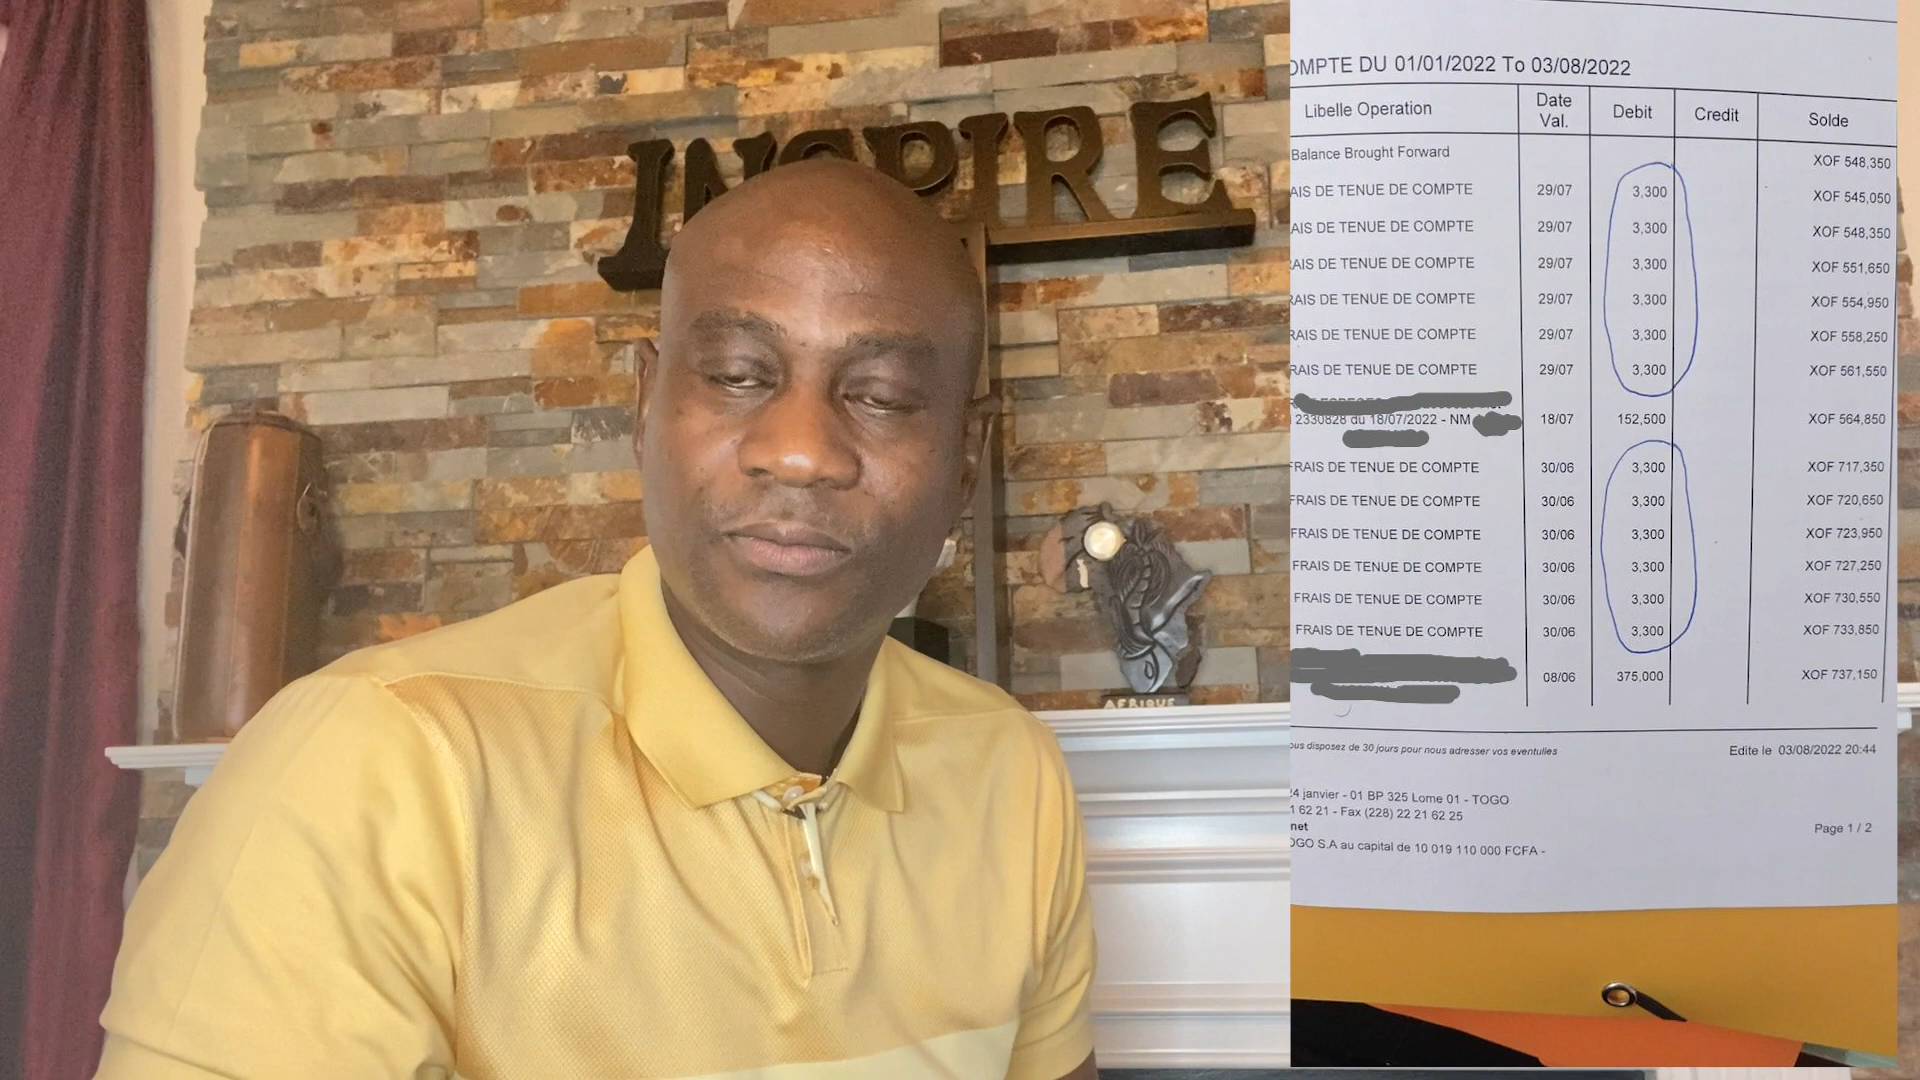 INSPIRE
AFRIQUE
OMPTE DU 01/01/2022 To 03/08/2022
Libelle Operation Date Val. Debit Credit Solde
Balance Brought Forward XOF 548,350
AIS DE TENUE DE COMPTE 29/07 3,300 XOF 545,050
AIS DE TENUE DE COMPTE 29/07 3,300 XOF 548,350
RAIS DE TENUE DE COMPTE 29/07 3,300 XOF 551,650
RAIS DE TENUE DE COMPTE 29/07 3,300 XOF 554,950
RAIS DE TENUE DE COMPTE 29/07 3,300 XOF 558,250
RAIS DE TENUE DE COMPTE 29/07 3,300 XOF 561,550
2330828 du 18/07/2022 - NM 18/07 152,500 XOF 564,850
FRAIS DE TENUE DE COMPTE 30/06 3,300 XOF 717,350
FRAIS DE TENUE DE COMPTE 30/06 3,300 XOF 720,650
FRAIS DE TENUE DE COMPTE 30/06 3,300 XOF 723,950
FRAIS DE TENUE DE COMPTE 30/06 3,300 XOF 727,250
FRAIS DE TENUE DE COMPTE 30/06 3,300 XOF 730,550
FRAIS DE TENUE DE COMPTE 30/06 3,300 XOF 733,850
08/06 375,000 XOF 737,150
ous disposez de 30 jours pour nous adresser vos eventulles Edite le 03/08/2022 20:44
24 janvier - 01 BP 325 Lome 01 - TOGO
1 62 21 - Fax (228) 22 21 62 25
net Page 1 / 2
OGO S.A au capital de 10 019 110 000 FCFA -